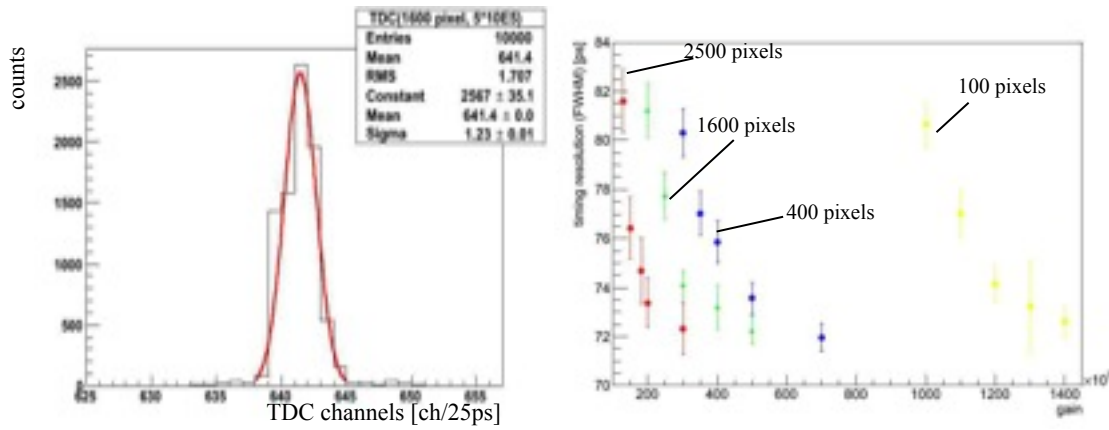 TDC(1600 pixel, 5*10E5)
Entries 10000
Mean 641.4
RMS 1.707
Constant 2567 ± 35.1
Mean 641.4 ± 0.0
Sigma 1.23 ± 0.01
counts
2500
2000
1500
1000
500
0
625 630 635 640 645 650 655
TDC channels [ch/25ps]
timing resolution (FWHM) [ps]
84
82
80
78
76
74
72
70
2500 pixels
100 pixels
1600 pixels
400 pixels
200 400 600 800 1000 1200 1400
gain